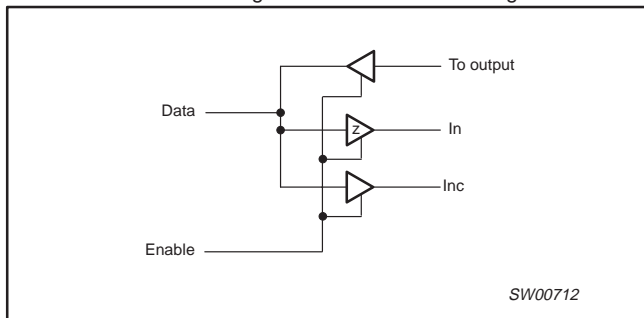 To output
Data
z
In
Inc
Enable
SW00712